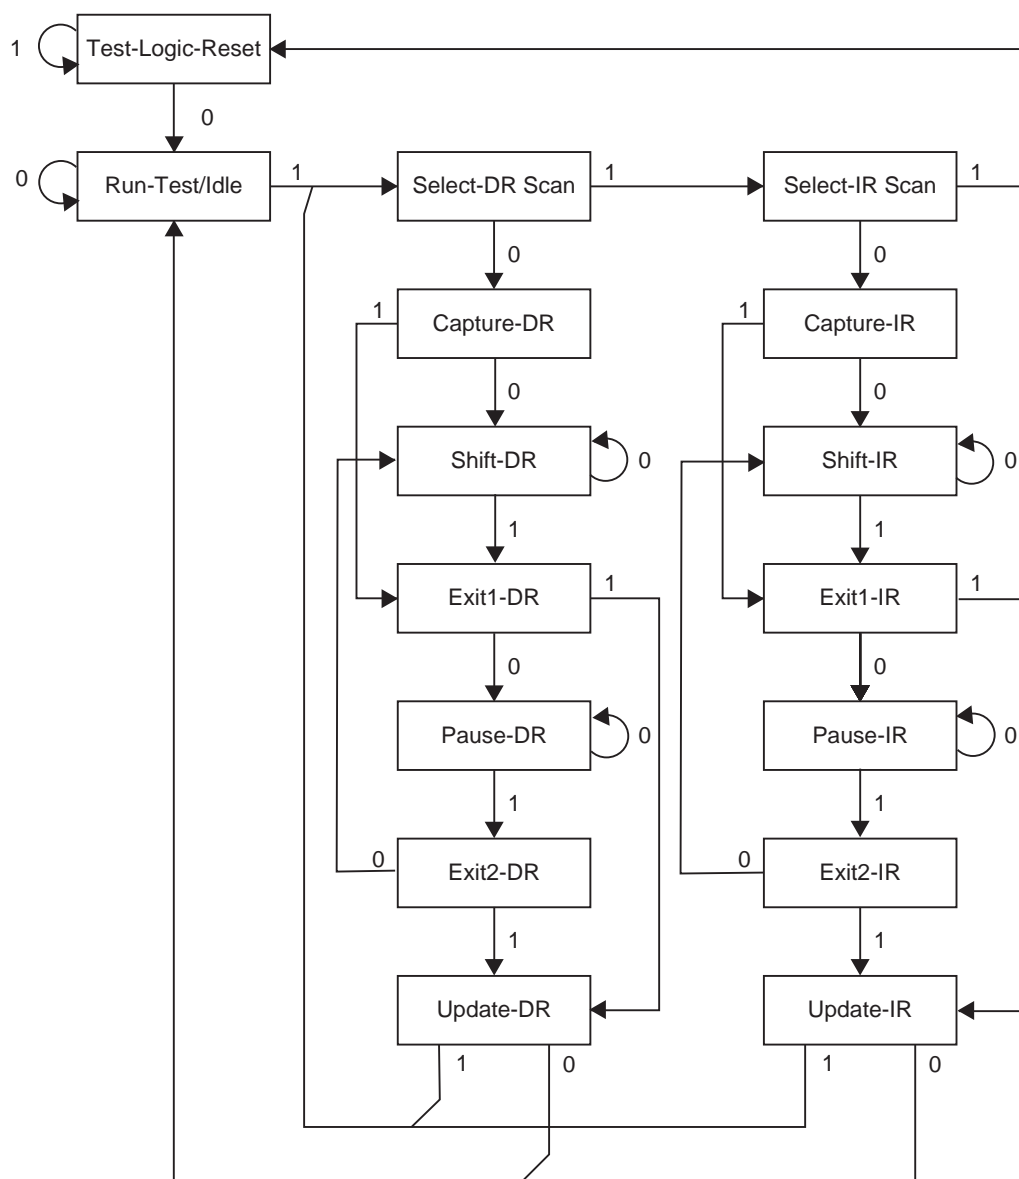 1 Test-Logic-Reset
0
0 Run-Test/Idle 1 Select-DR Scan 1 Select-IR Scan 1
0 0
1 Capture-DR 1 Capture-IR
0 0
Shift-DR 0 Shift-IR 0
1 1
Exit1-DR 1 Exit1-IR 1
0 0
Pause-DR 0 Pause-IR 0
1 1
0 Exit2-DR 0 Exit2-IR
1 1
Update-DR Update-IR
1 0 1 0